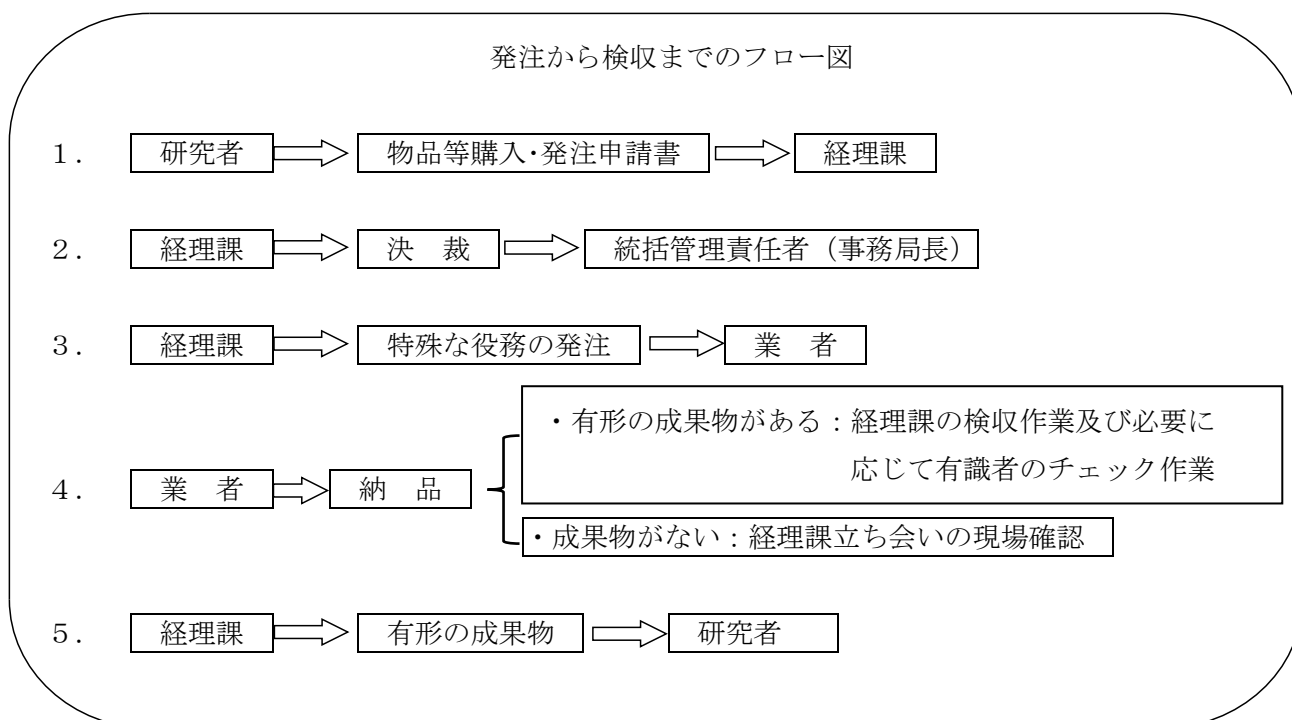 発注から検収までのフロー図
１． 研究者 物品等購入･発注申請書 経理課
２． 経理課 決　裁 統括管理責任者（事務局長）
３． 経理課 特殊な役務の発注 業　者
・有形の成果物がある：経理課の検収作業及び必要に
応じて有識者のチェック作業
４． 業　者 納　品
・成果物がない：経理課立ち会いの現場確認
５． 経理課 有形の成果物 研究者